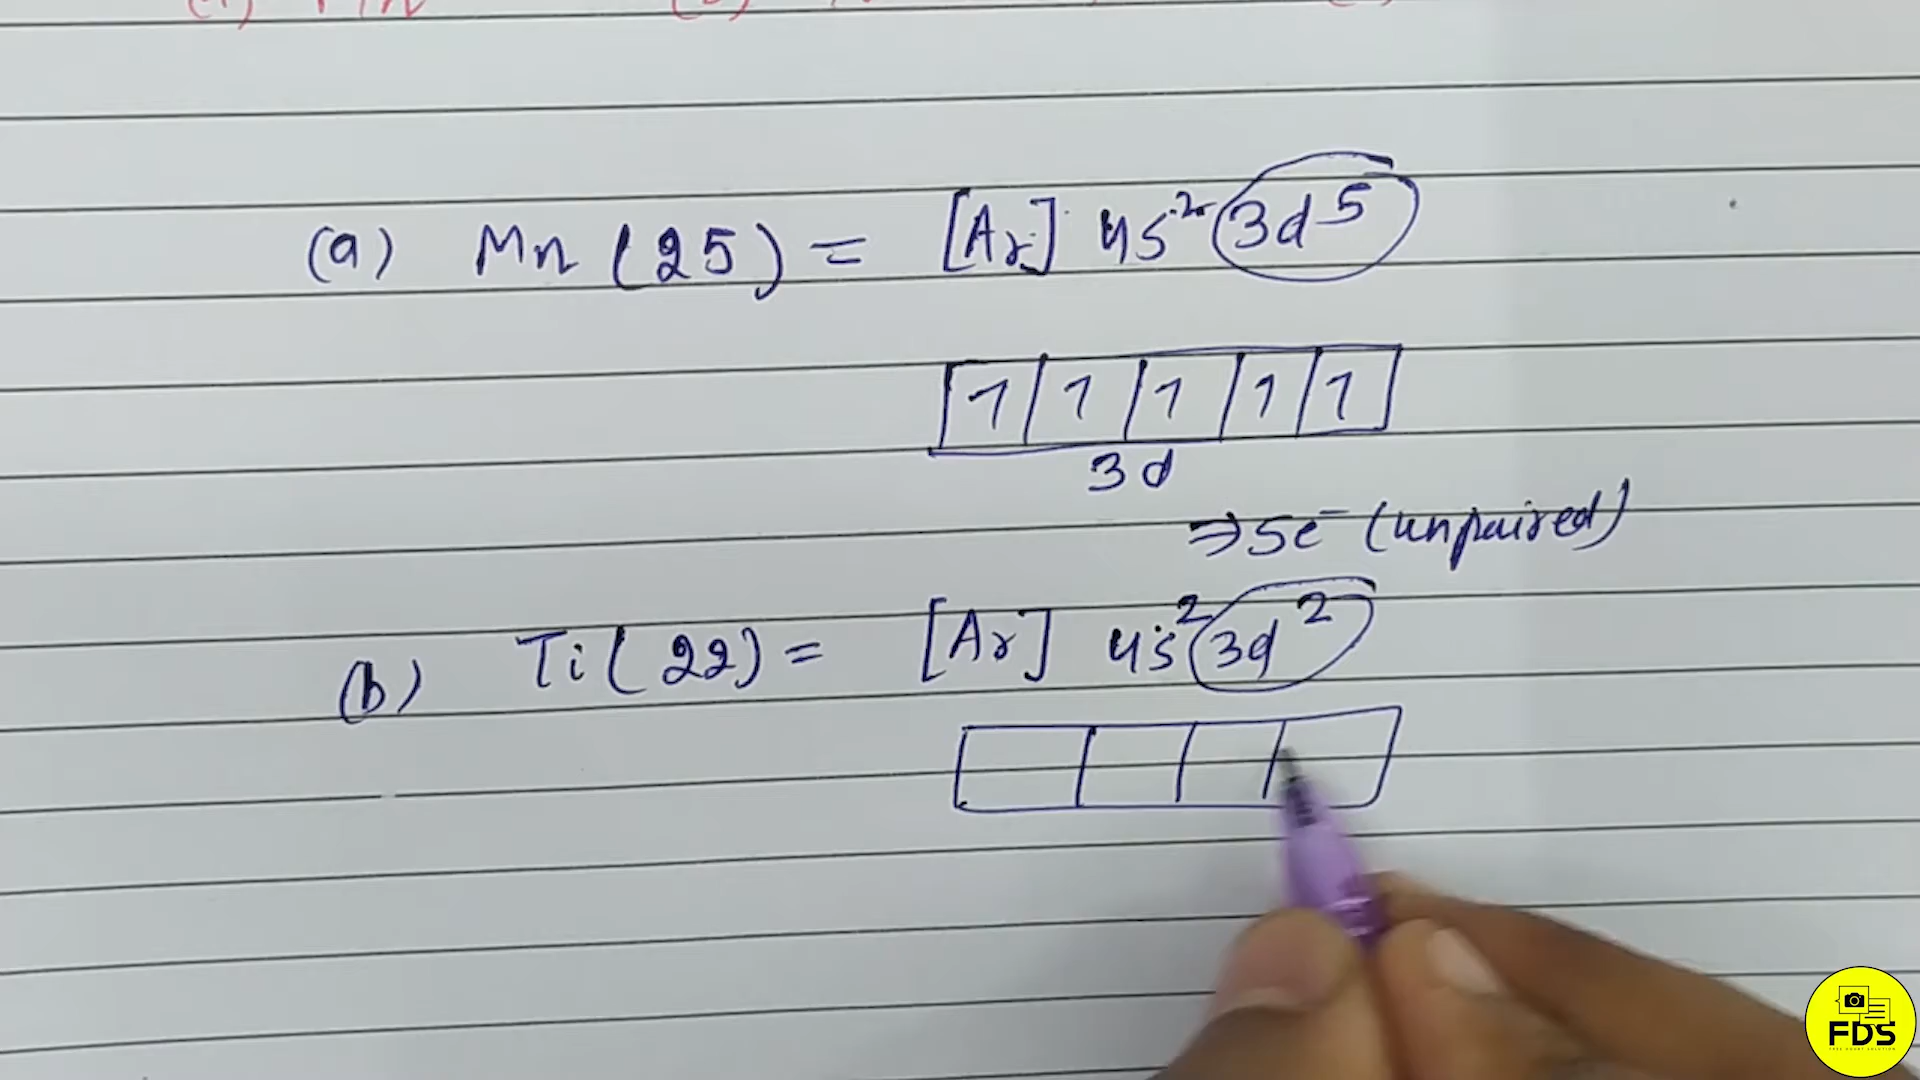 (a) Mn (25) = [Ar] 4s² 3d⁵
1 1 1 1 1
3d
⇒ 5e⁻ (unpaired)
(b) Ti (22) = [Ar] 4s² 3d²
FDS